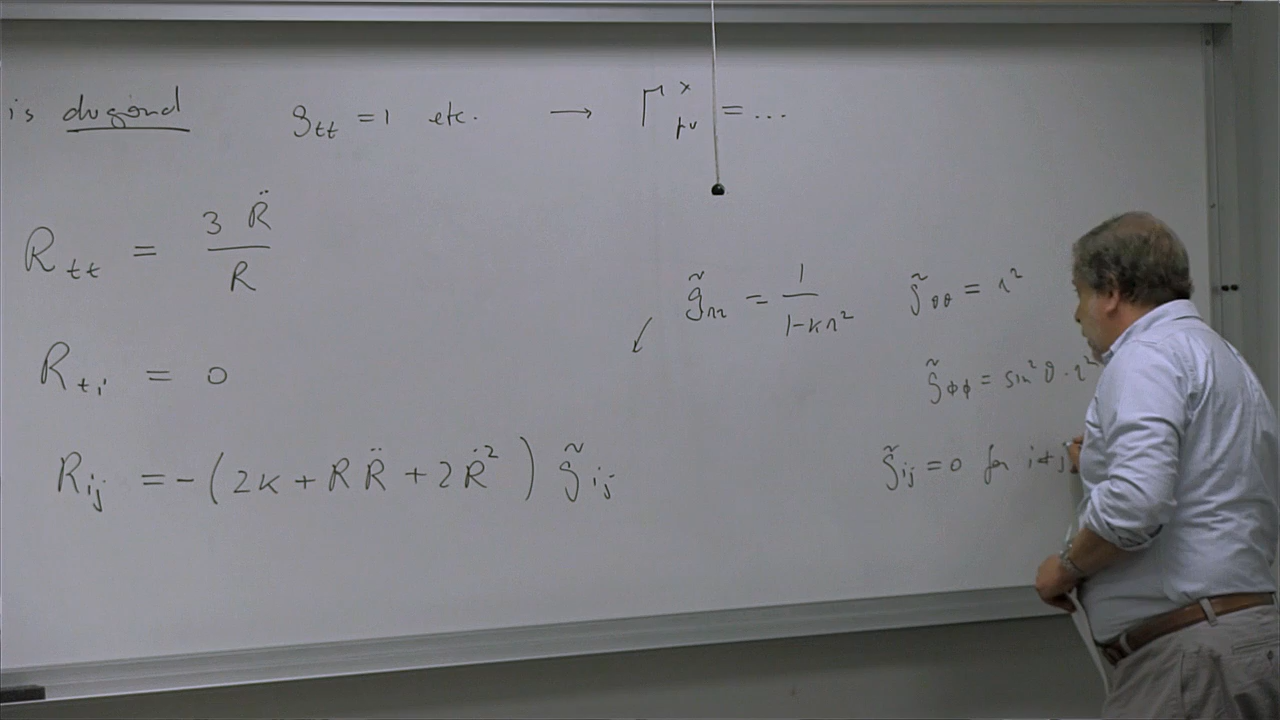 is diagonal g_tt = 1 etc. → Γ^λ_μν = ...
R_tt = 3 R̈ / R
g̃_rr = 1 / 1-kr² g̃_θθ = r²
R_ti = 0
g̃_φφ = sin²θ · r²
R_ij = - ( 2k + R R̈ + 2 Ṙ² ) g̃_ij
g̃_ij = 0 for i≠j